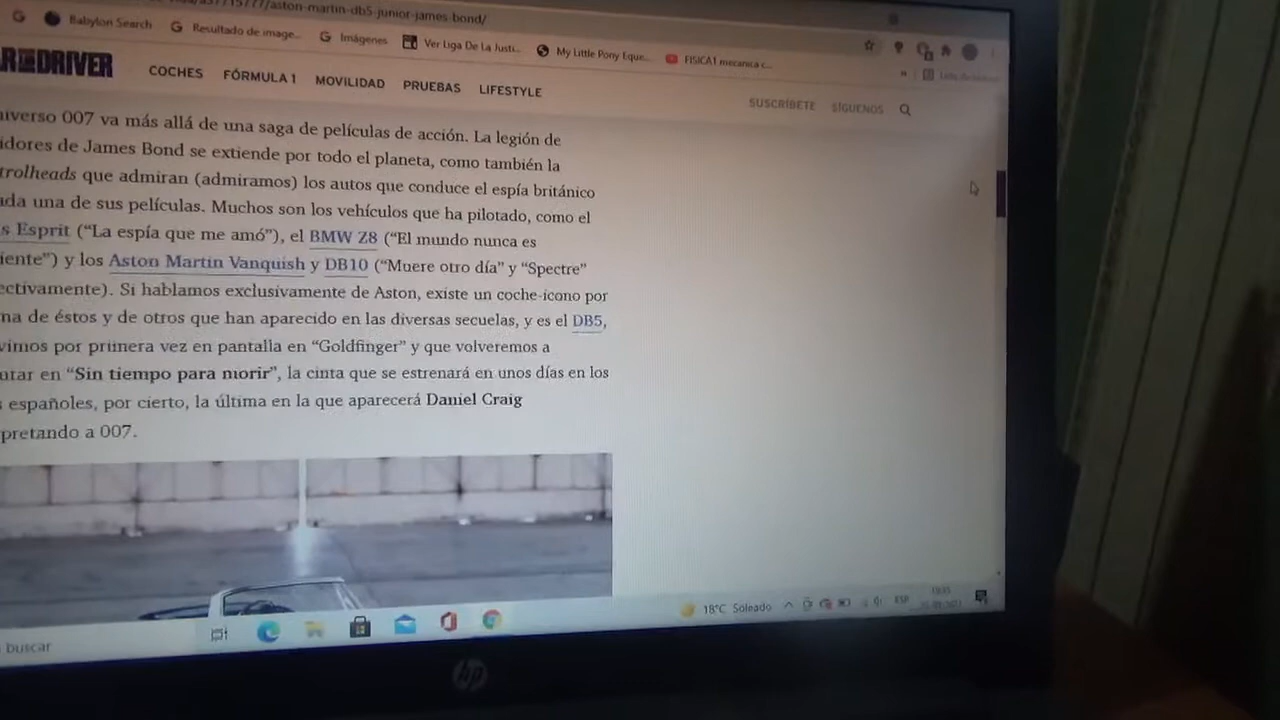 aston-martin-db5-junior-james-bond/
Babylon Search
Resultado de image...
Imágenes
Ver Liga De La Justi...
My Little Pony Eque...
FISICA1 mecanica c...
DRIVER
COCHES
FÓRMULA 1
MOVILIDAD
PRUEBAS
LIFESTYLE
SUSCRÍBETE
SÍGUENOS
iverso 007 va más allá de una saga de películas de acción. La legión de
idores de James Bond se extiende por todo el planeta, como también la
trolheads que admiran (admiramos) los autos que conduce el espía británico
ada una de sus películas. Muchos son los vehículos que ha pilotado, como el
s Esprit (“La espía que me amó”), el BMW Z8 (“El mundo nunca es
iente”) y los Aston Martin Vanquish y DB10 (“Muere otro día” y “Spectre”
ectivamente). Si hablamos exclusivamente de Aston, existe un coche-icono por
na de éstos y de otros que han aparecido en las diversas secuelas, y es el DB5,
vimos por primera vez en pantalla en “Goldfinger” y que volveremos a
utar en “Sin tiempo para morir”, la cinta que se estrenará en unos días en los
s españoles, por cierto, la última en la que aparecerá Daniel Craig
pretando a 007.
buscar
18°C Soleado
ESP
hp